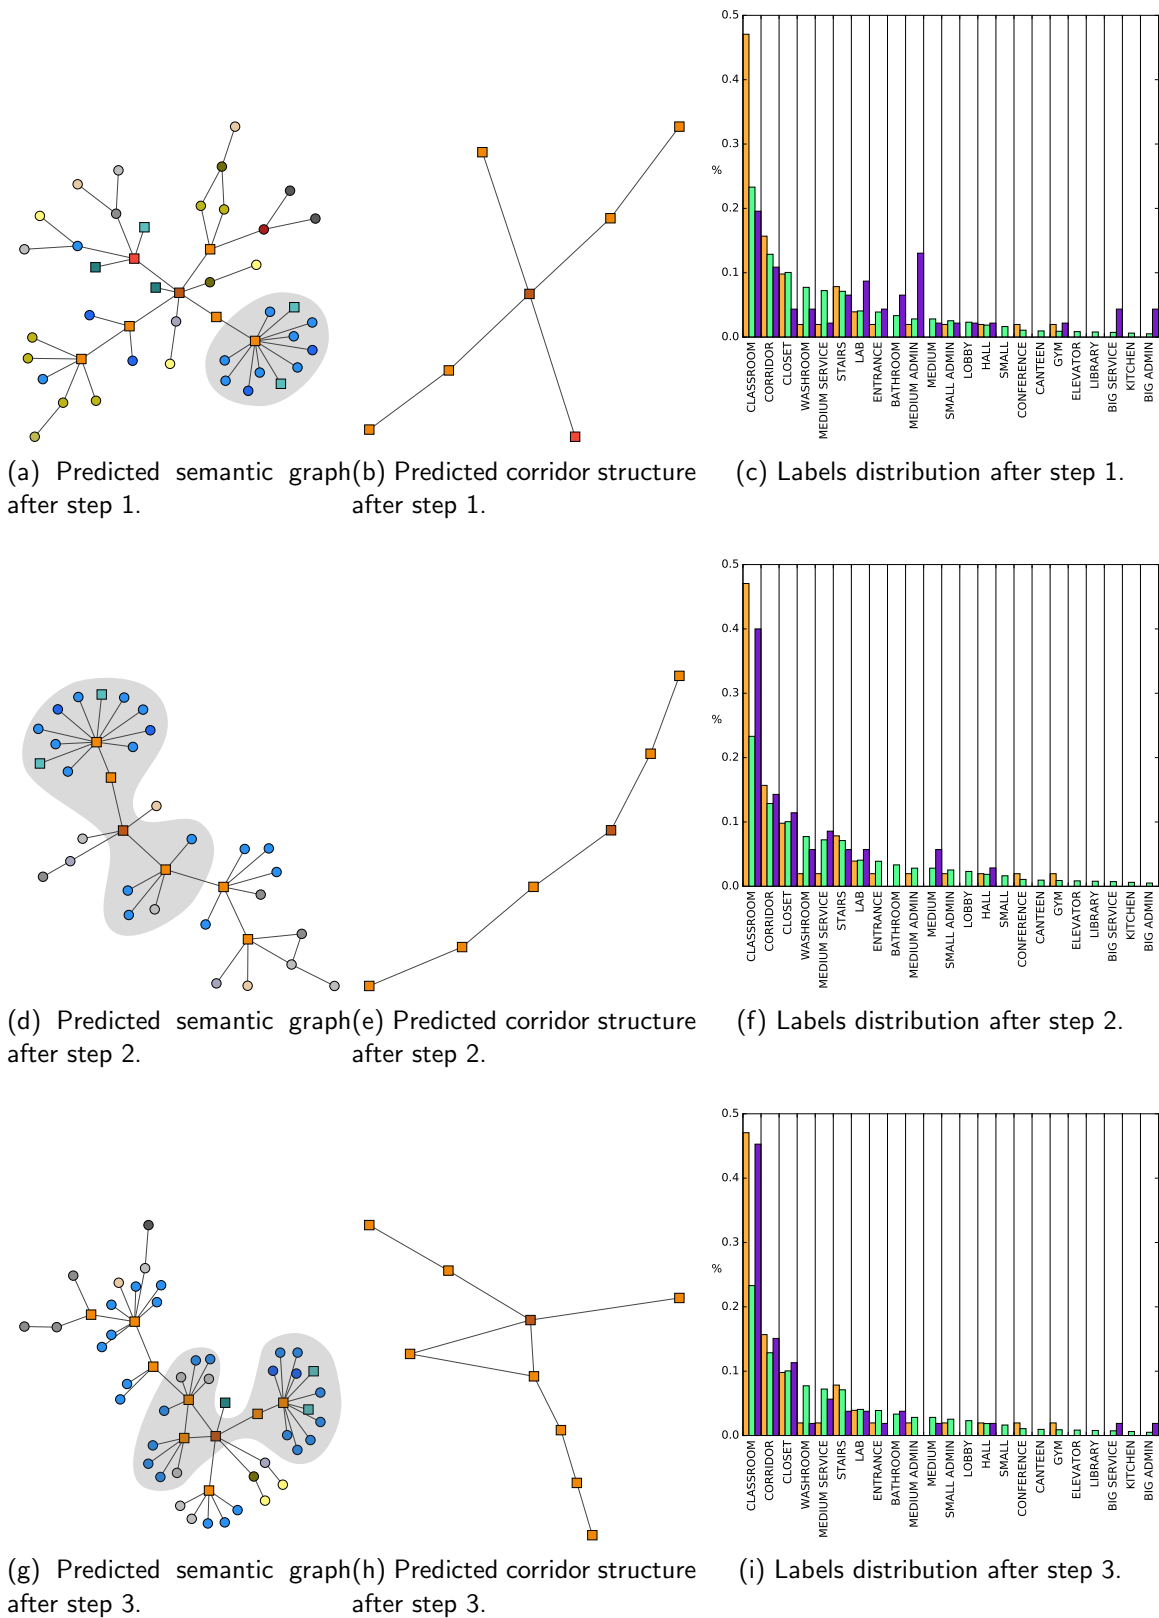 0.5
0.4
0.3
%
0.2
0.1
0.0
CLASSROOM
CORRIDOR
CLOSET
WASHROOM
MEDIUM SERVICE
STAIRS
LAB
ENTRANCE
BATHROOM
MEDIUM ADMIN
MEDIUM
SMALL ADMIN
LOBBY
HALL
SMALL
CONFERENCE
CANTEEN
GYM
ELEVATOR
LIBRARY
BIG SERVICE
KITCHEN
BIG ADMIN
(a) Predicted semantic graph
after step 1.
(b) Predicted corridor structure
after step 1.
(c) Labels distribution after step 1.
0.5
0.4
0.3
%
0.2
0.1
0.0
CLASSROOM
CORRIDOR
CLOSET
WASHROOM
MEDIUM SERVICE
STAIRS
LAB
ENTRANCE
BATHROOM
MEDIUM ADMIN
MEDIUM
SMALL ADMIN
LOBBY
HALL
SMALL
CONFERENCE
CANTEEN
GYM
ELEVATOR
LIBRARY
BIG SERVICE
KITCHEN
BIG ADMIN
(d) Predicted semantic graph
after step 2.
(e) Predicted corridor structure
after step 2.
(f) Labels distribution after step 2.
0.5
0.4
0.3
%
0.2
0.1
0.0
CLASSROOM
CORRIDOR
CLOSET
WASHROOM
MEDIUM SERVICE
STAIRS
LAB
ENTRANCE
BATHROOM
MEDIUM ADMIN
MEDIUM
SMALL ADMIN
LOBBY
HALL
SMALL
CONFERENCE
CANTEEN
GYM
ELEVATOR
LIBRARY
BIG SERVICE
KITCHEN
BIG ADMIN
(g) Predicted semantic graph
after step 3.
(h) Predicted corridor structure
after step 3.
(i) Labels distribution after step 3.